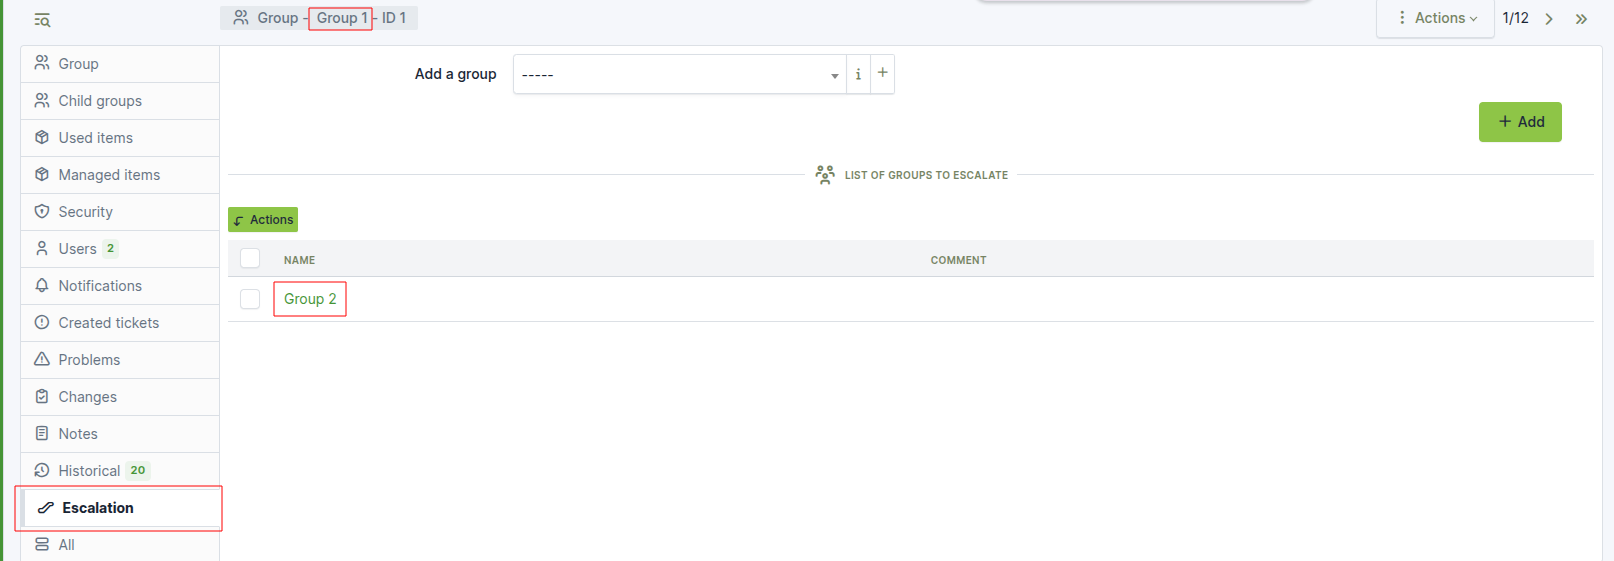 Group - Group 1 - ID 1
Actions
1/12
Group
Child groups
Used items
Managed items
Security
Users 2
Notifications
Created tickets
Problems
Changes
Notes
Historical 20
Escalation
All
Add a group
-----
i
+
+ Add
LIST OF GROUPS TO ESCALATE
Actions
NAME
COMMENT
Group 2